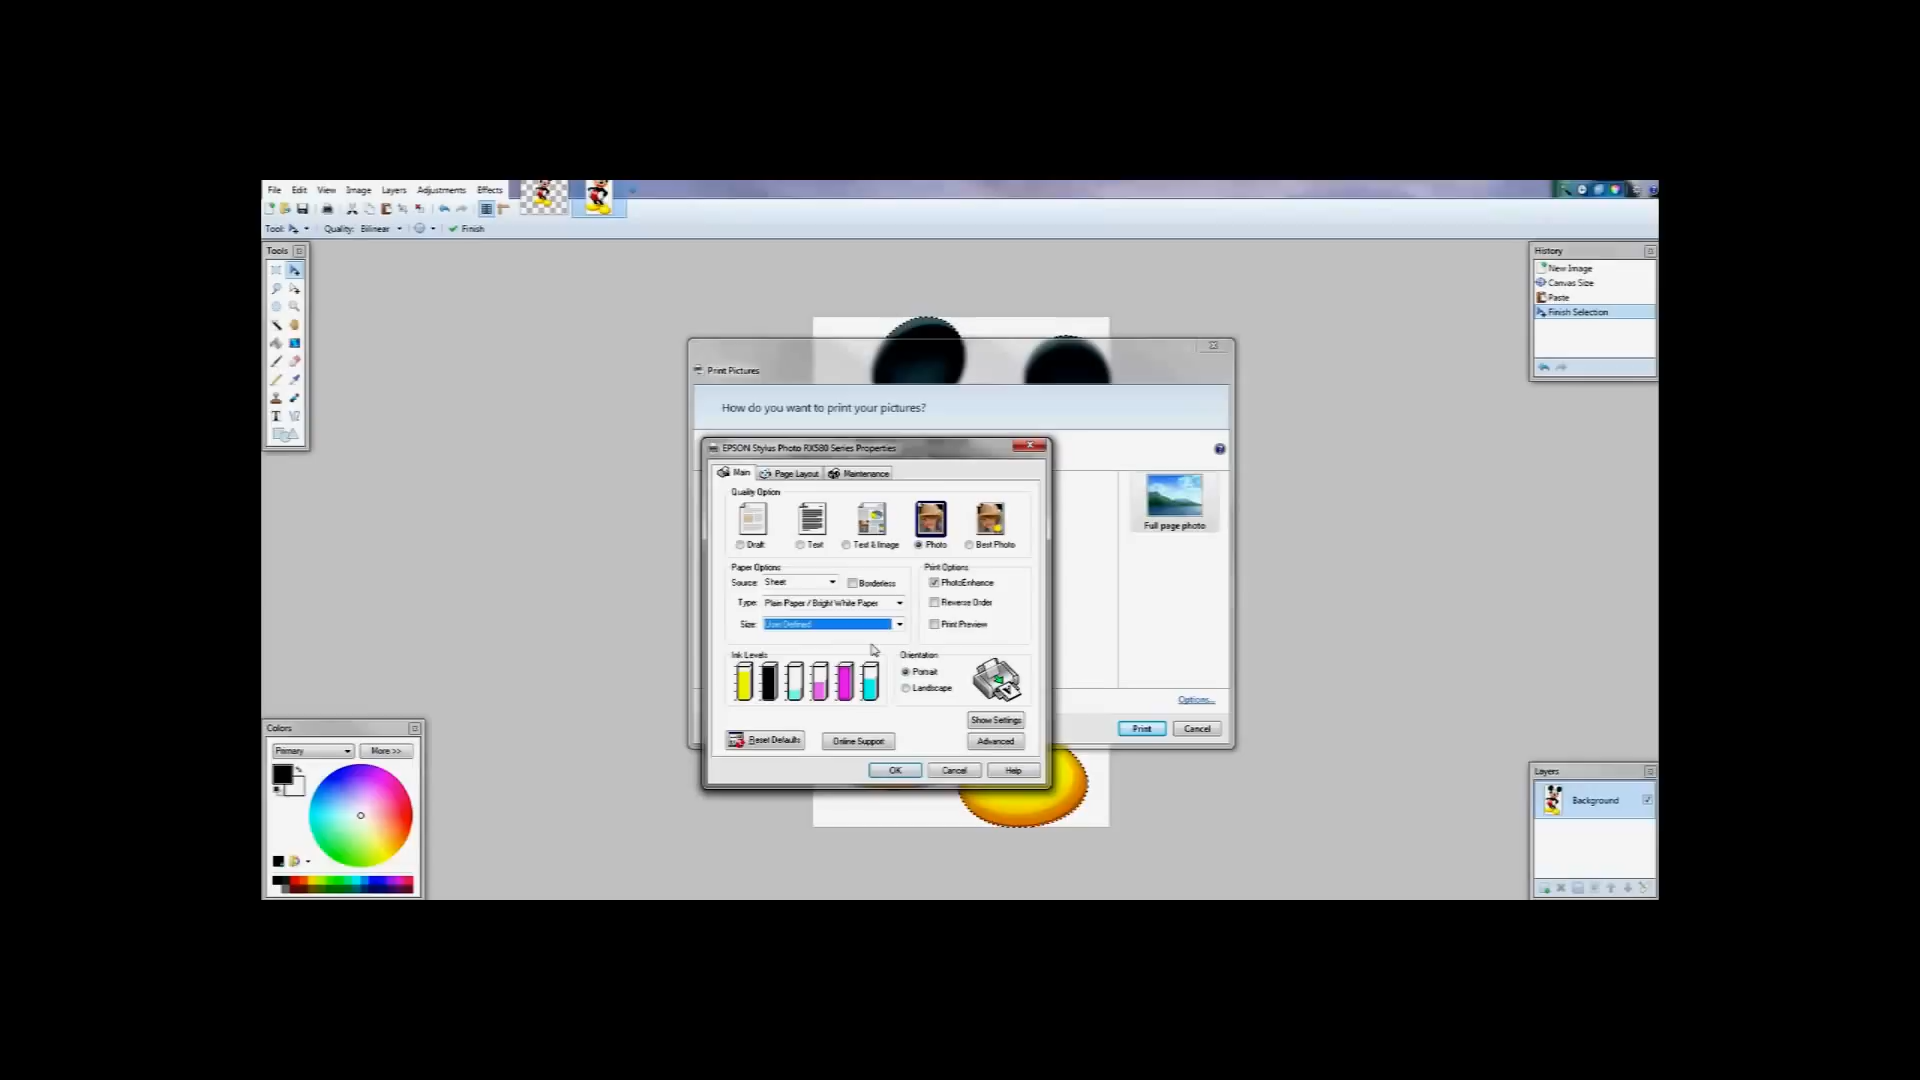 File Edit View Image Layers Adjustments Effects
Tool: Quality: Bilinear Finish
Tools
History
New Image
Canvas Size
Paste
Finish Selection
Print Pictures
How do you want to print your pictures?
EPSON Stylus Photo RX580 Series Properties
Main Page Layout Maintenance
Quality Option
Draft Text Text & Image Photo Best Photo
Full page photo
Paper Options Print Options
Source: Sheet Borderless PhotoEnhance
Type: Plain Paper / Bright White Paper Reverse Order
Size: User Defined Print Preview
Ink Levels Orientation
Portrait
Landscape
Options...
Show Settings
Print Cancel
Reset Defaults Online Support Advanced
OK Cancel Help
Colors
Primary More >>
Layers
Background